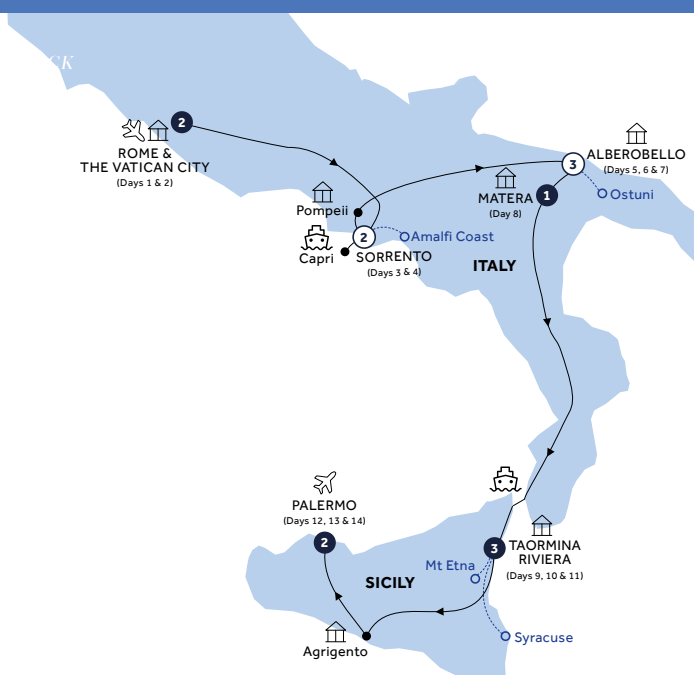 CK
2
ROME &
THE VATICAN CITY
(Days 1 & 2)
3
ALBEROBELLO
(Days 5, 6 & 7)
Ostuni
MATERA
1
(Day 8)
Pompeii
2
Amalfi Coast
Capri
SORRENTO
(Days 3 & 4)
ITALY
PALERMO
(Days 12, 13 & 14)
2
3
TAORMINA
RIVIERA
(Days 9, 10 & 11)
Mt Etna
SICILY
Agrigento
Syracuse